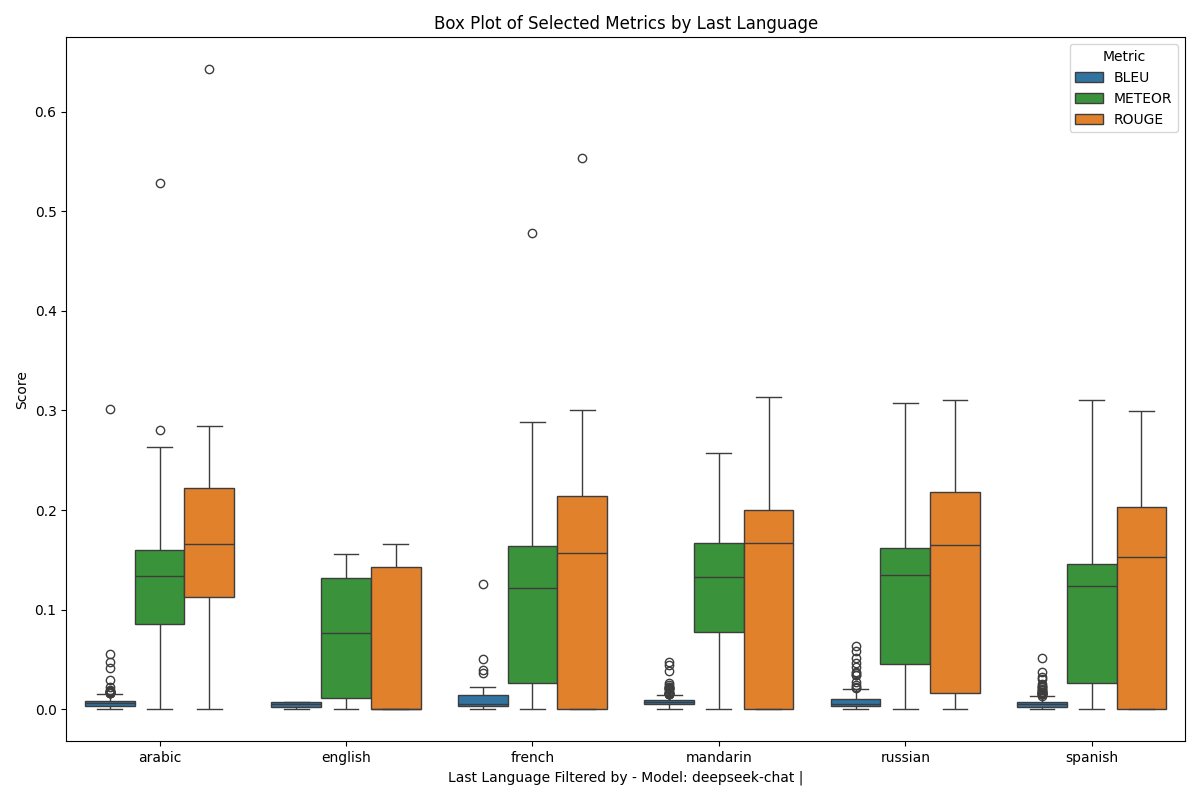 Box Plot of Selected Metrics by Last Language
Metric
BLEU
METEOR
ROUGE
Score
0.6
0.5
0.4
0.3
0.2
0.1
0.0
arabic
english
french
mandarin
russian
spanish
Last Language Filtered by - Model: deepseek-chat |